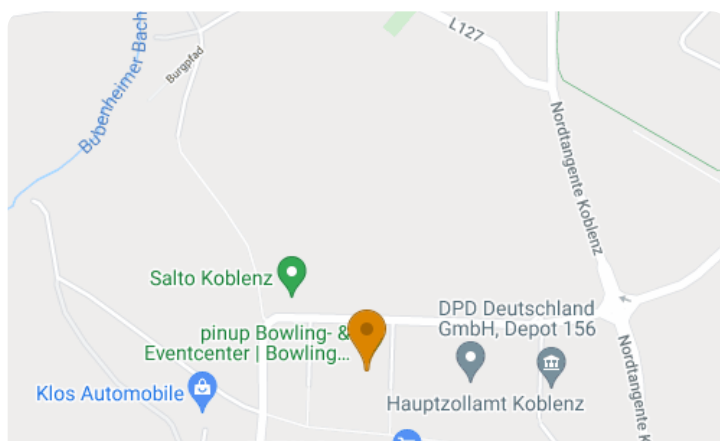 L127
Burgpfad
Bubenheimer Bach
Nordtangente Koblenz
Salto Koblenz
DPD Deutschland
GmbH, Depot 156
pinup Bowling- &
Eventcenter | Bowling...
Klos Automobile
Hauptzollamt Koblenz
Nordtangente K